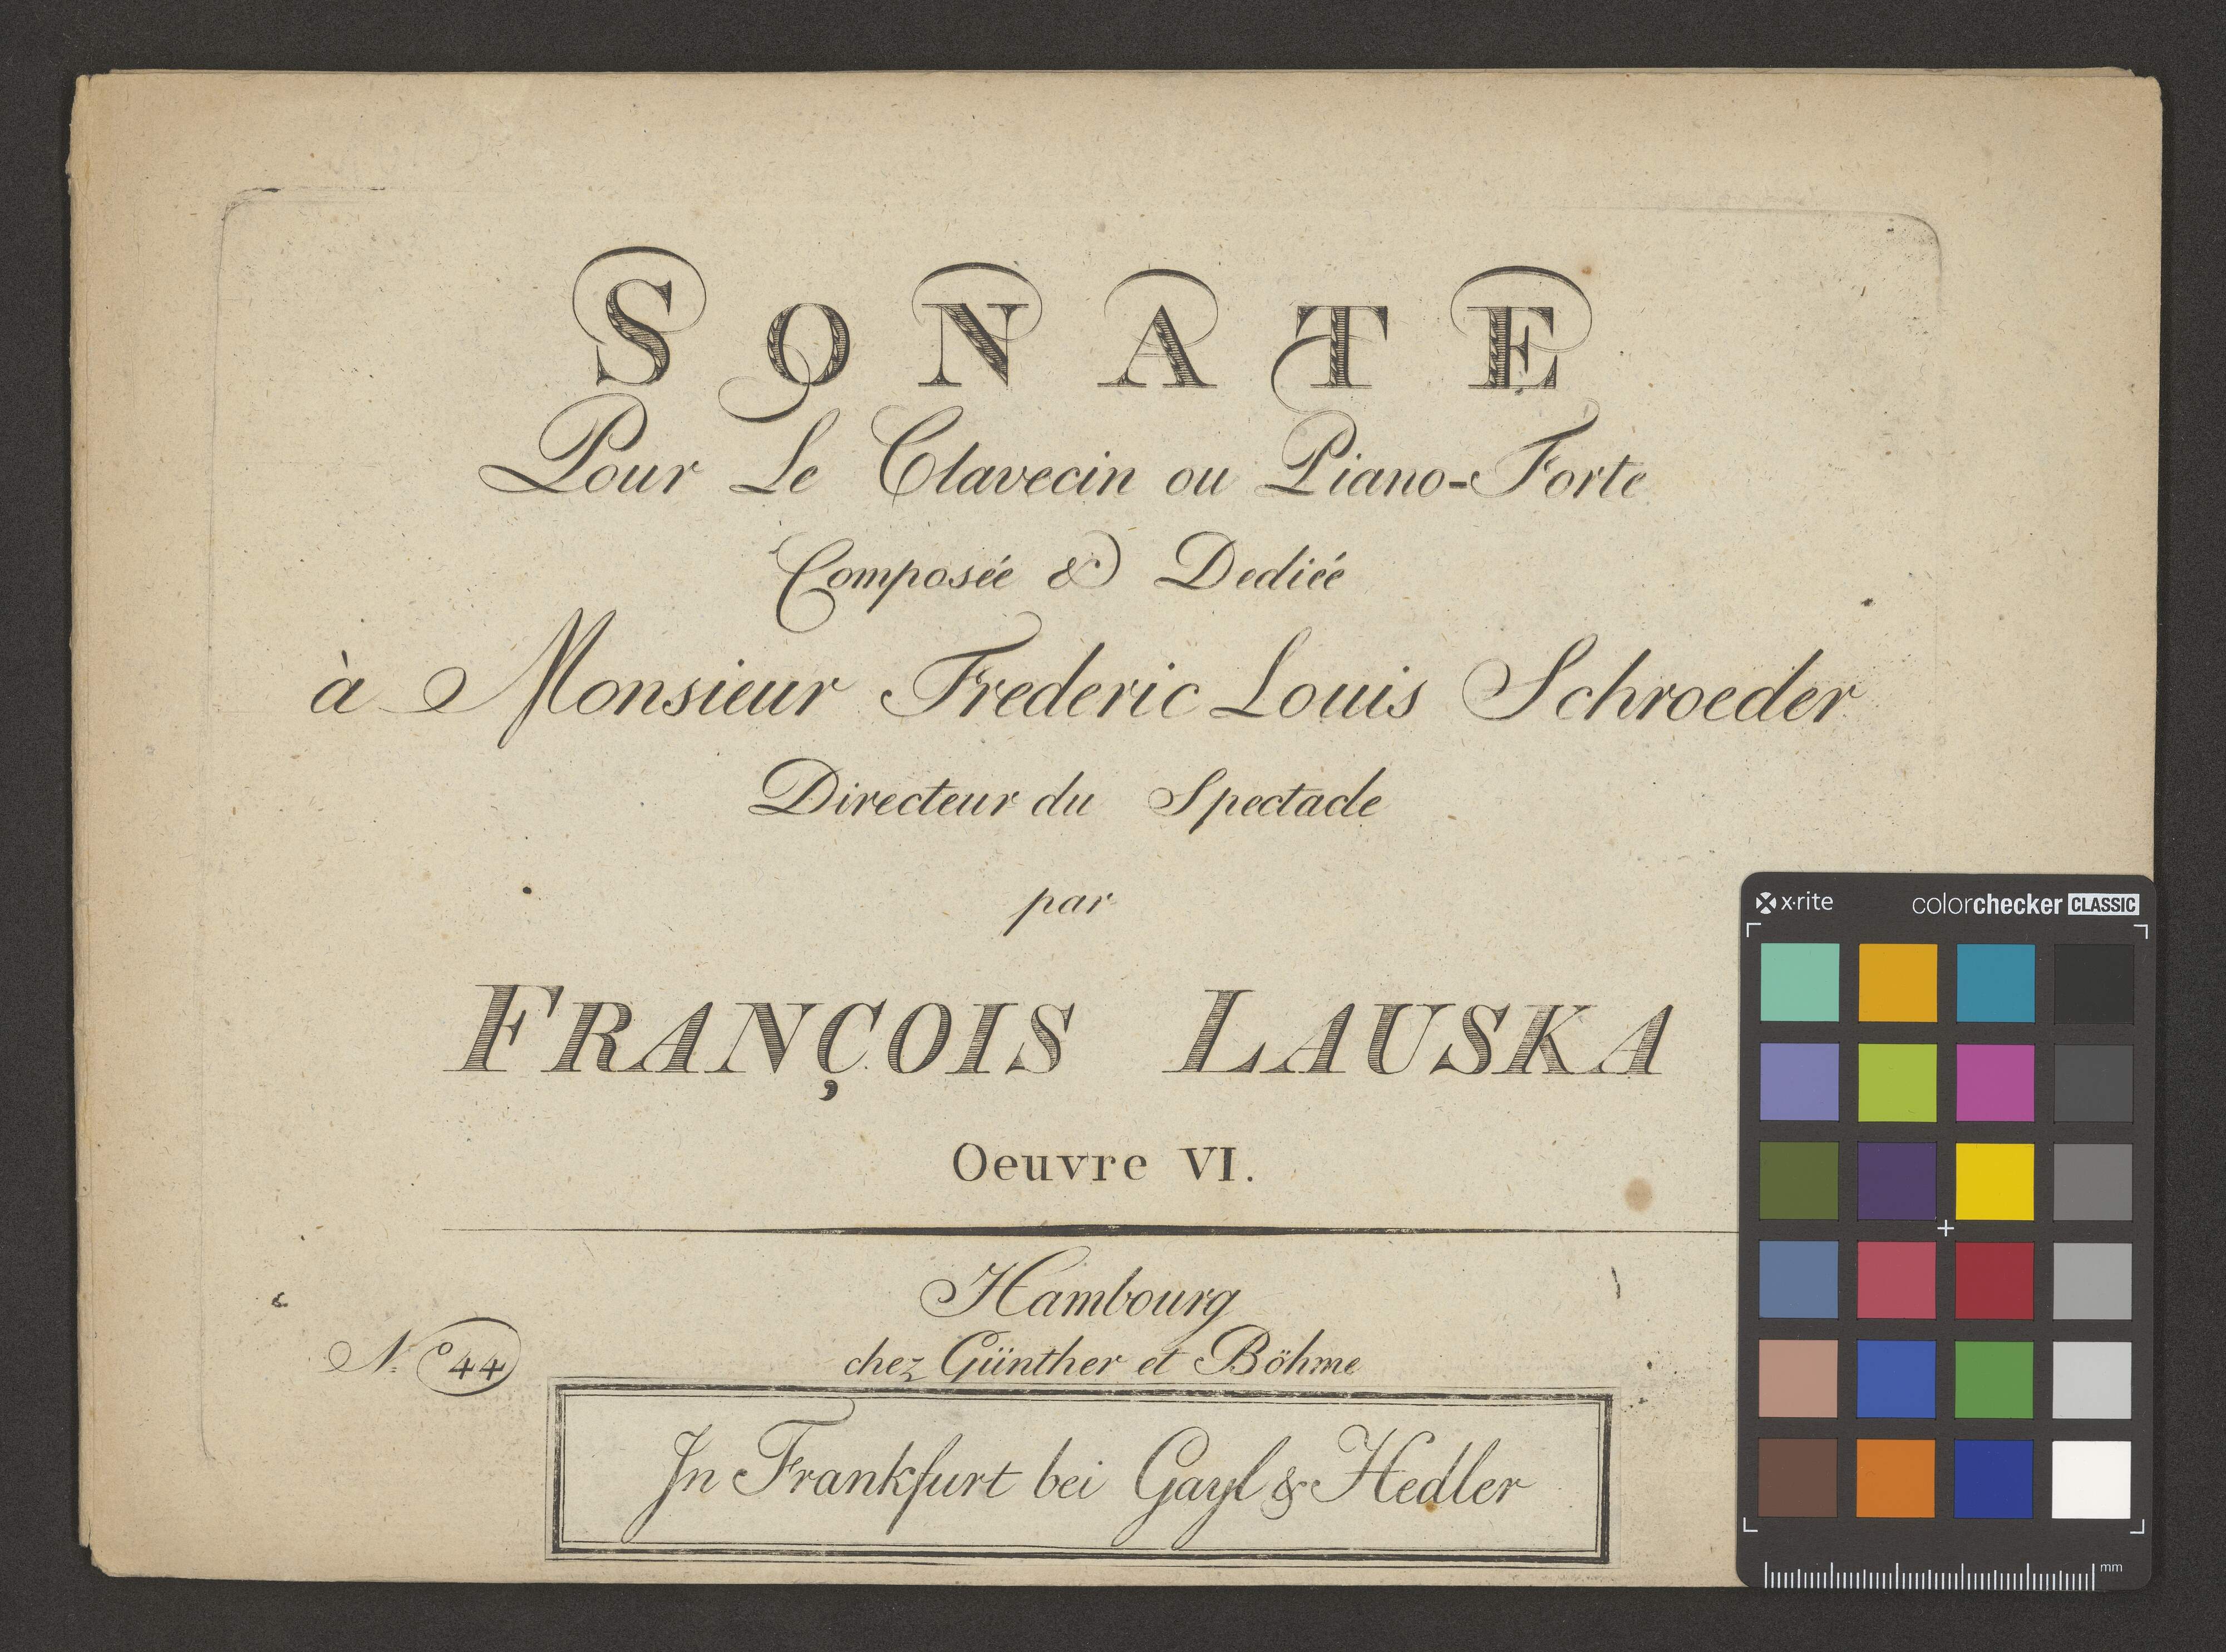 SONATE
Pour Le Clavecin ou Piano-Forte
Composée & Dediée
à Monsieur Frederic Louis Schroeder
Directeur du Spectacle
par
FRANÇOIS LAUSKA
Oeuvre VI.
Hambourg
chez Günther et Böhme
N.º 44
In Frankfurt bei Gayl & Hedler
x·rite colorchecker CLASSIC
mm